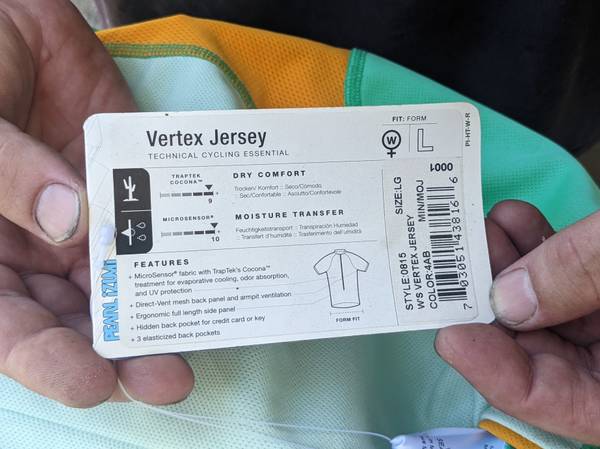 Vertex Jersey
TECHNICAL CYCLING ESSENTIAL
TRAPTEK
COCONA™
9
DRY COMFORT
Trocken/ Komfort :: Seco/Cómodo
:: Sec/Confortable :: Asciutto/Confortevole
MICROSENSOR®
10
MOISTURE TRANSFER
Feuchtigkeitstransport :: Transpiración Humedad
:: Transfert d'humidité :: Trasferimento dell'umidità
FEATURES
+ MicroSensor® fabric with TrapTek's Cocona™
treatment for evaporative cooling, odor absorption,
and UV protection
+ Direct-Vent mesh back panel and armpit ventilation
+ Ergonomic full length side panel
+ Hidden back pocket for credit card or key
+ 3 elasticized back pockets
FORM FIT
PEARL iZUMi
FIT: FORM
W
L
PI-HT-W-R
STYLE:0815 SIZE:LG
WS VERTEX JERSEY
COLOR:4AB MIN/MOJ
0001
7 03051 43816 6